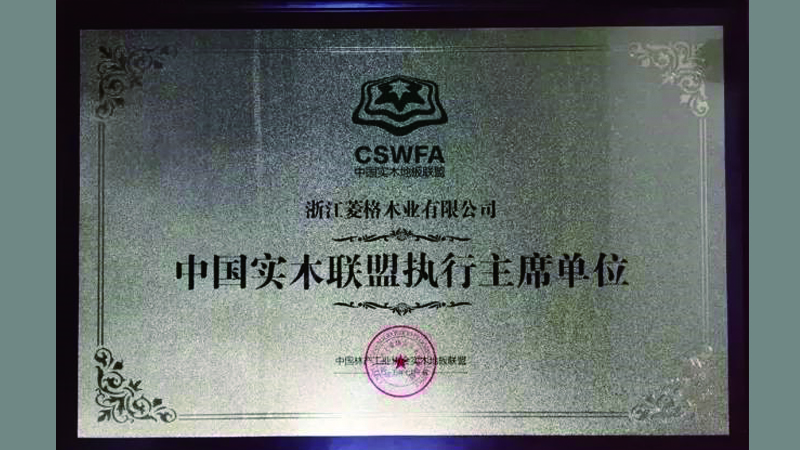 CSWFA
中国实木地板联盟
浙江菱格木业有限公司
中国实木联盟执行主席单位
中国林产工业协会实木地板联盟